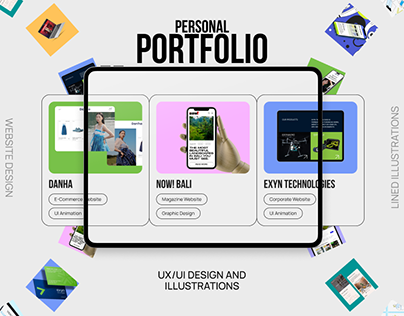 PERSONAL
PORTFOLIO
WEBSITE DESIGN
LINED ILLUSTRATIONS
DANHA
E-Commerce Website
UI Animation
NOW! BALI
Magazine Website
Graphic Design
EXYN TECHNOLOGIES
Corporate Website
UI Animation
UX/UI DESIGN AND
ILLUSTRATIONS